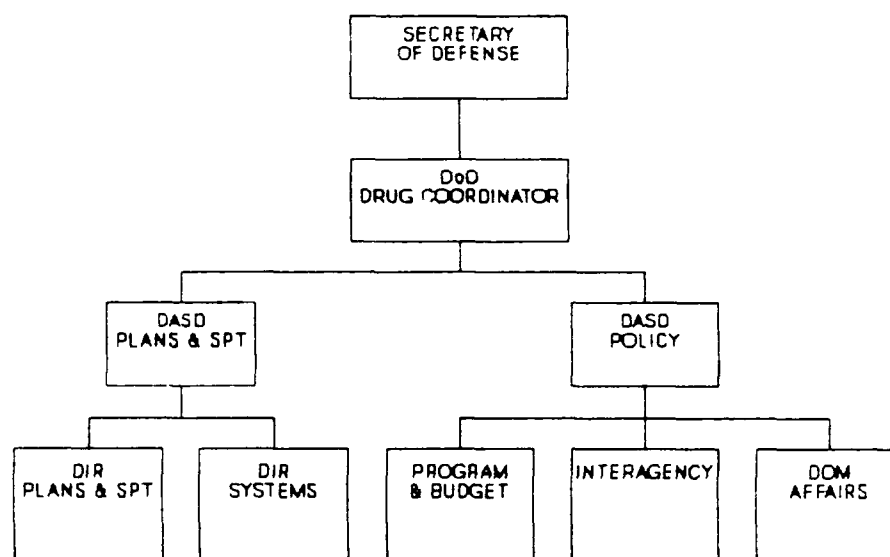 SECRETARY
OF DEFENSE
DoD
DRUG COORDINATOR
DASD
PLANS & SPT
DASD
POLICY
DIR
PLANS & SPT
DIR
SYSTEMS
PROGRAM
& BUDGET
INTERAGENCY
DOM
AFFAIRS